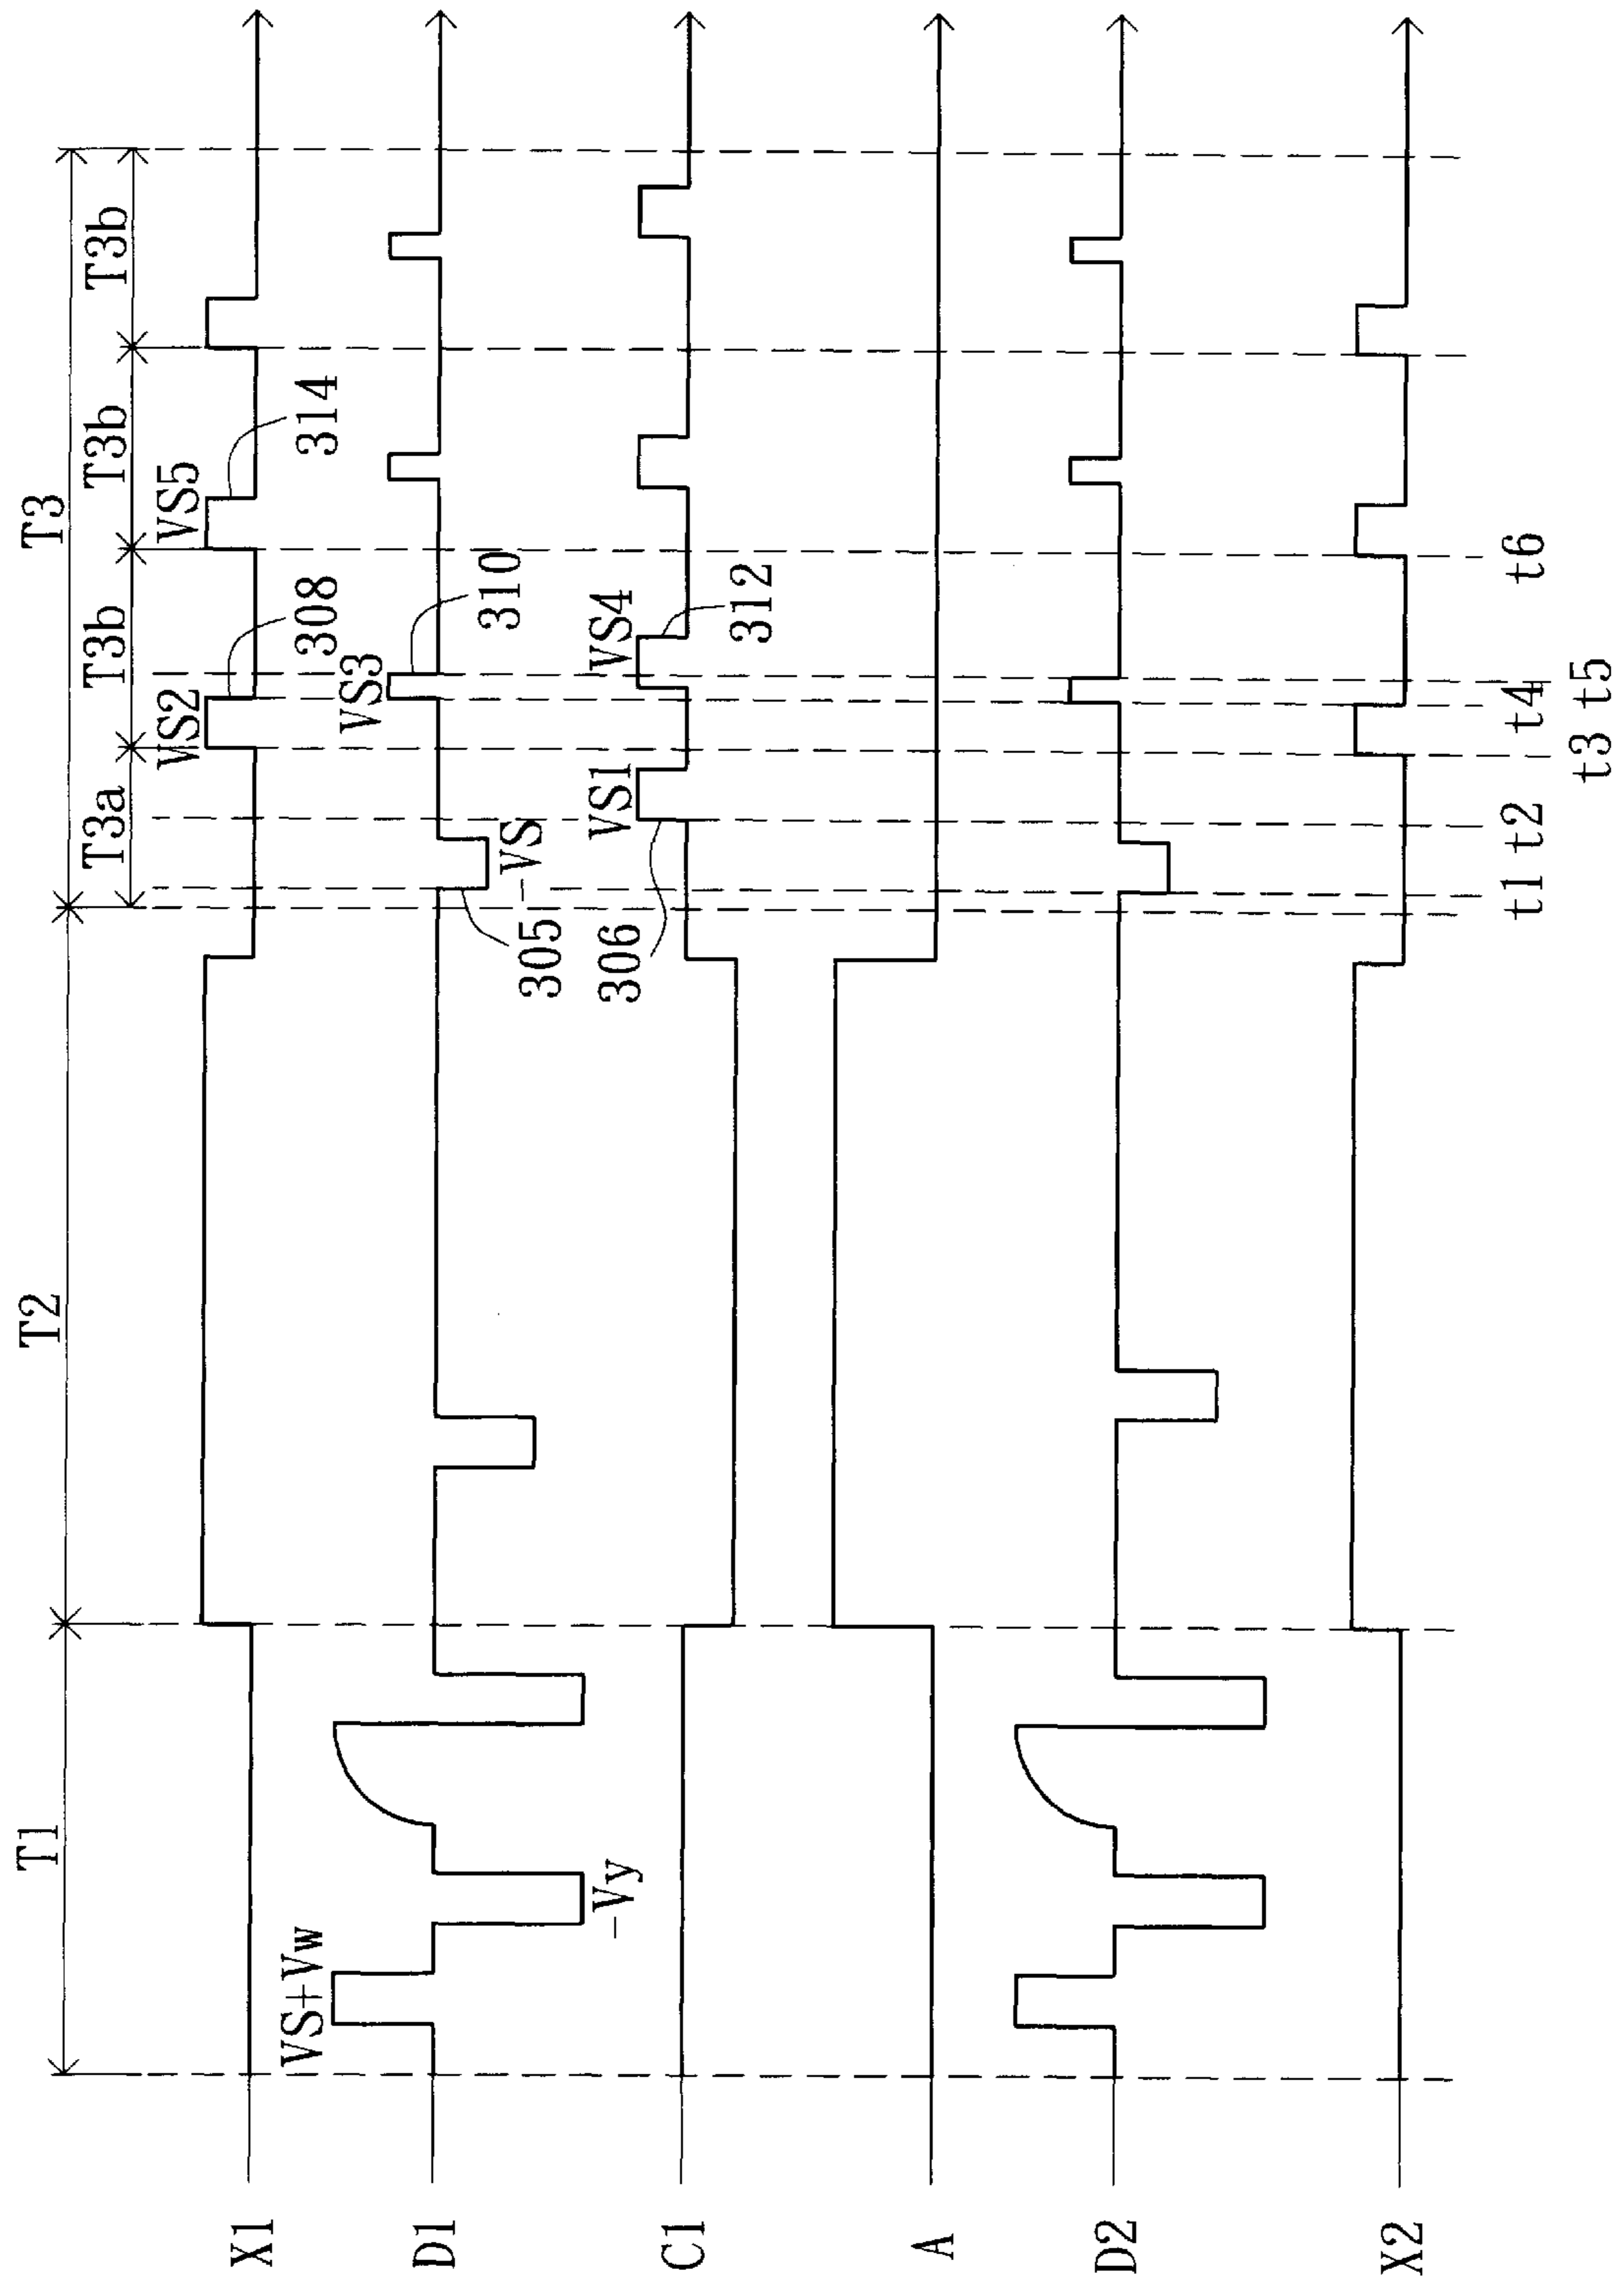 T1 T2 T3
T3a T3b T3b T3b
X1 VS2 308 VS5 314
D1 VS+Vw -Vy 305 -VS VS3 310
C1 306 VS1 VS4 312
A
D2
X2
t1 t2 t3 t4 t5 t6